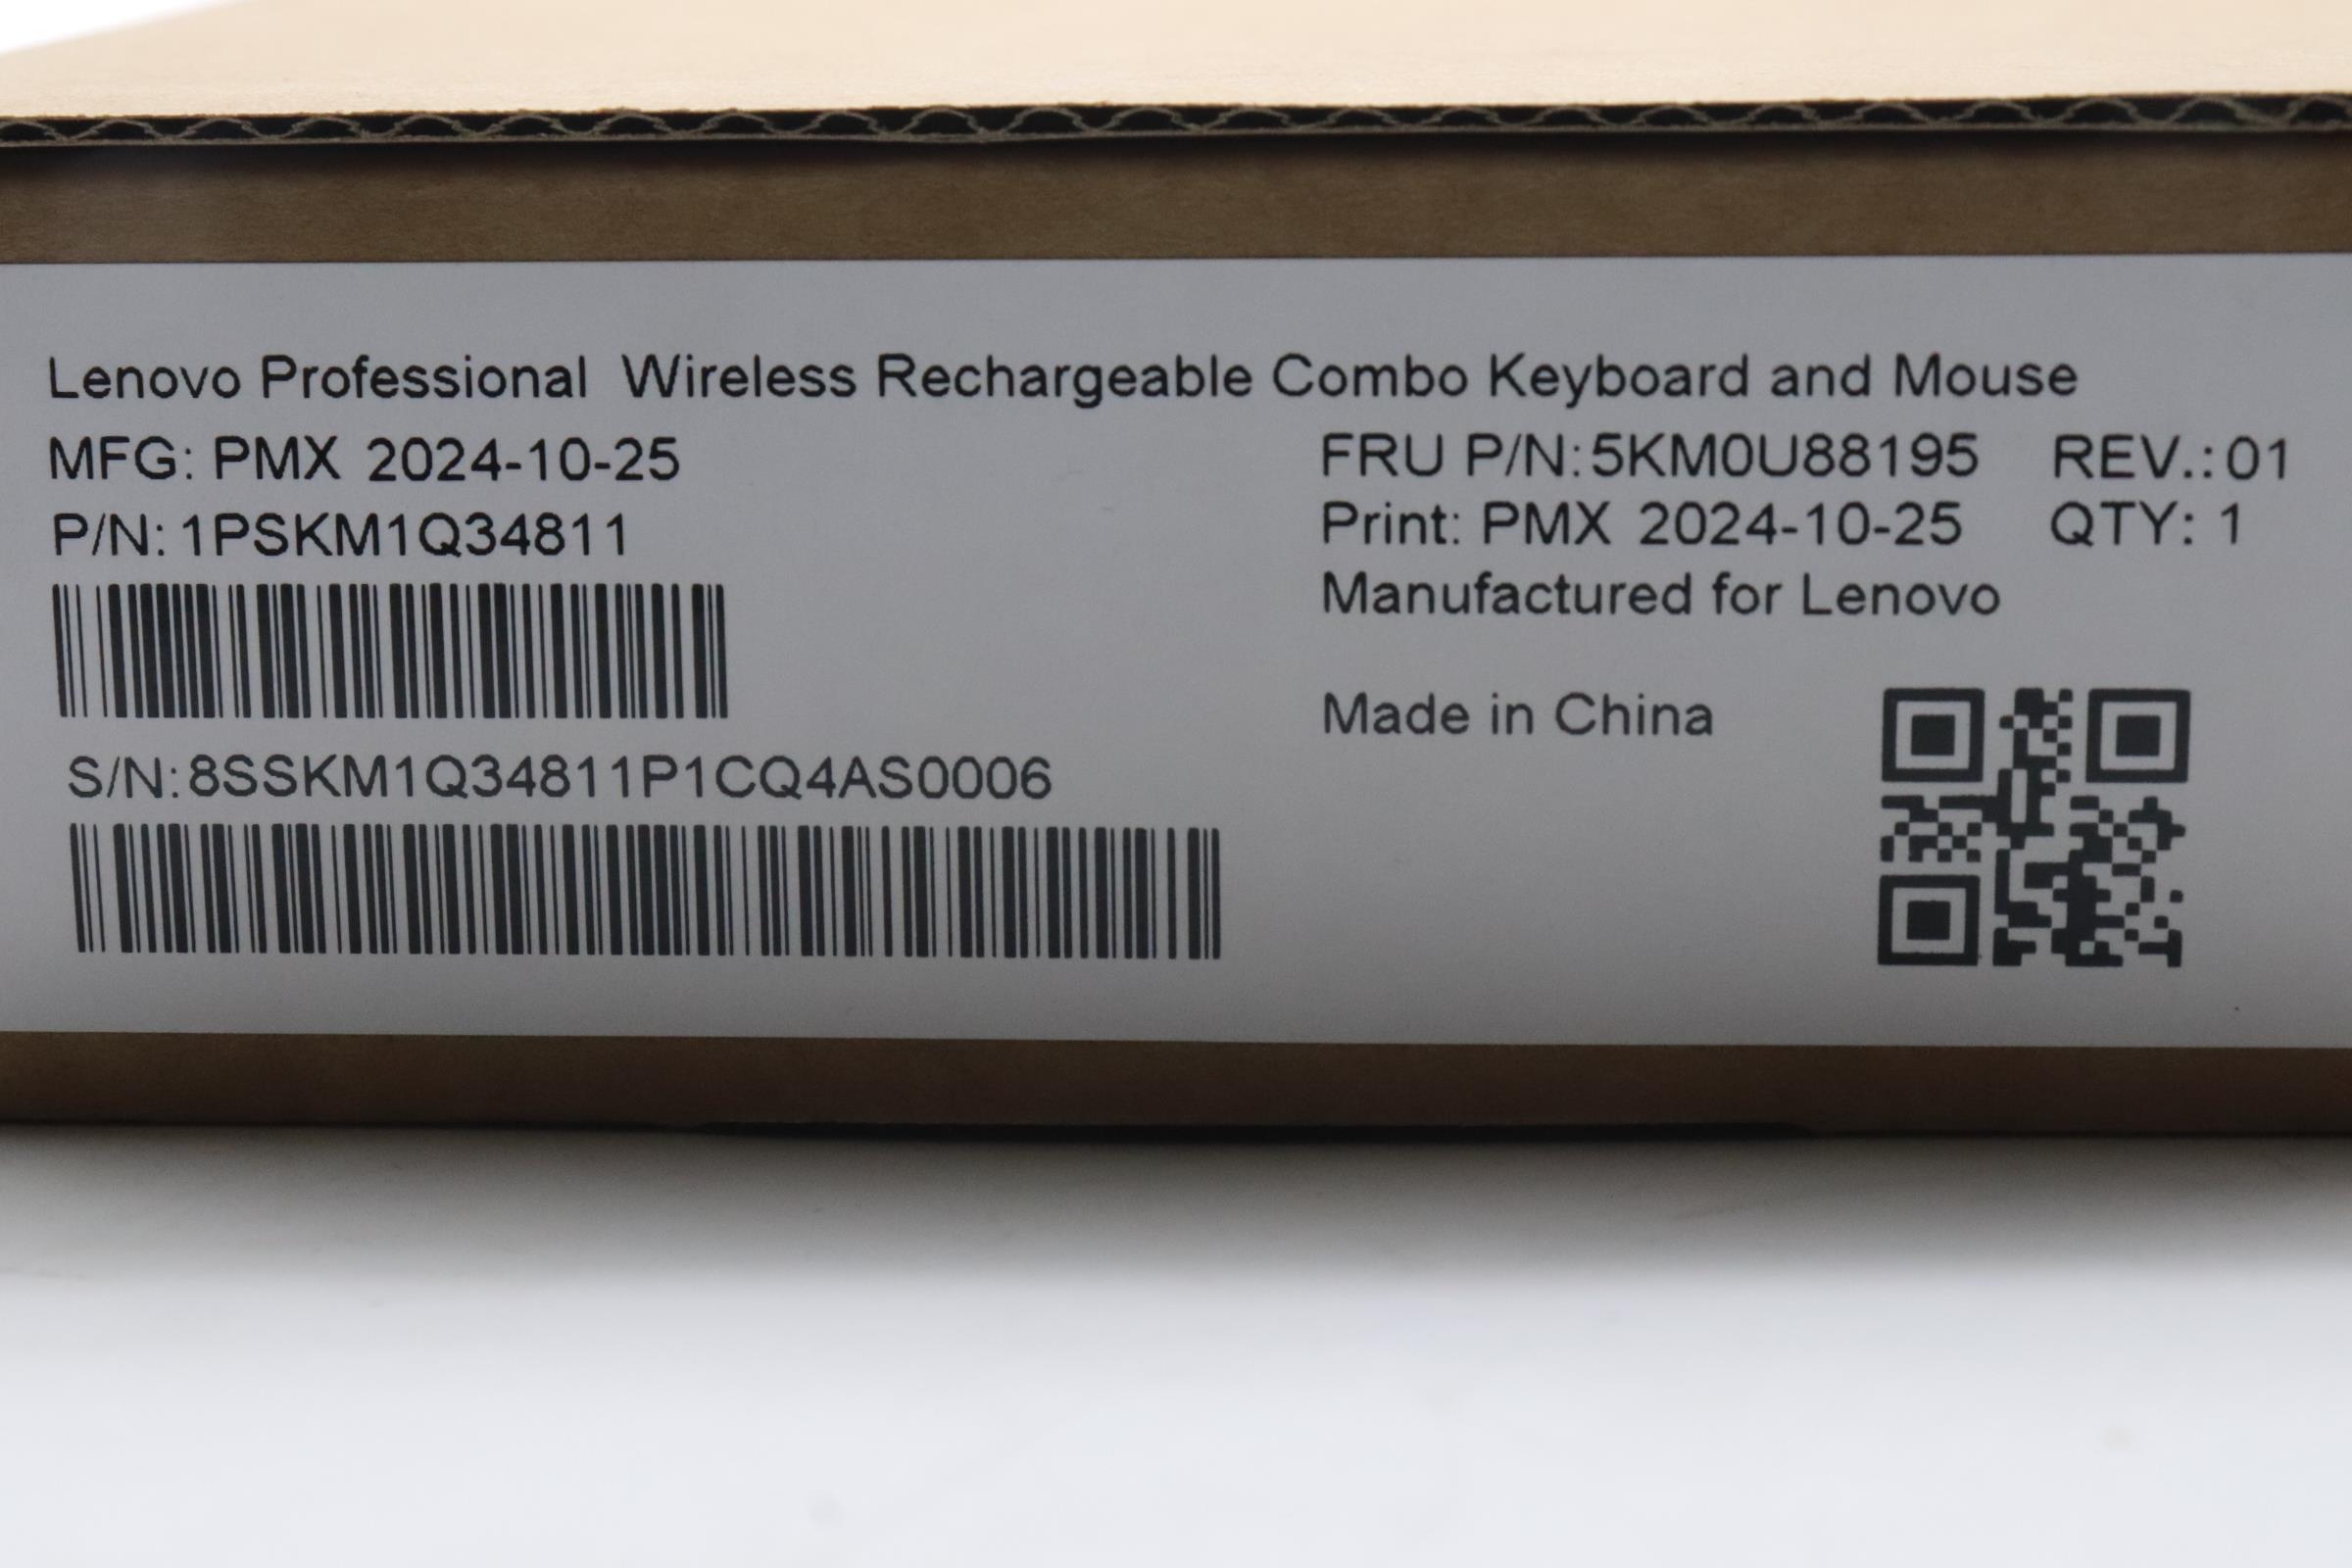 Lenovo Professional  Wireless Rechargeable Combo Keyboard and Mouse
MFG: PMX 2024-10-25
P/N: 1PSKM1Q34811
S/N: 8SSKM1Q34811P1CQ4AS0006
FRU P/N: 5KM0U88195 REV.: 01
Print: PMX 2024-10-25 QTY: 1
Manufactured for Lenovo
Made in China